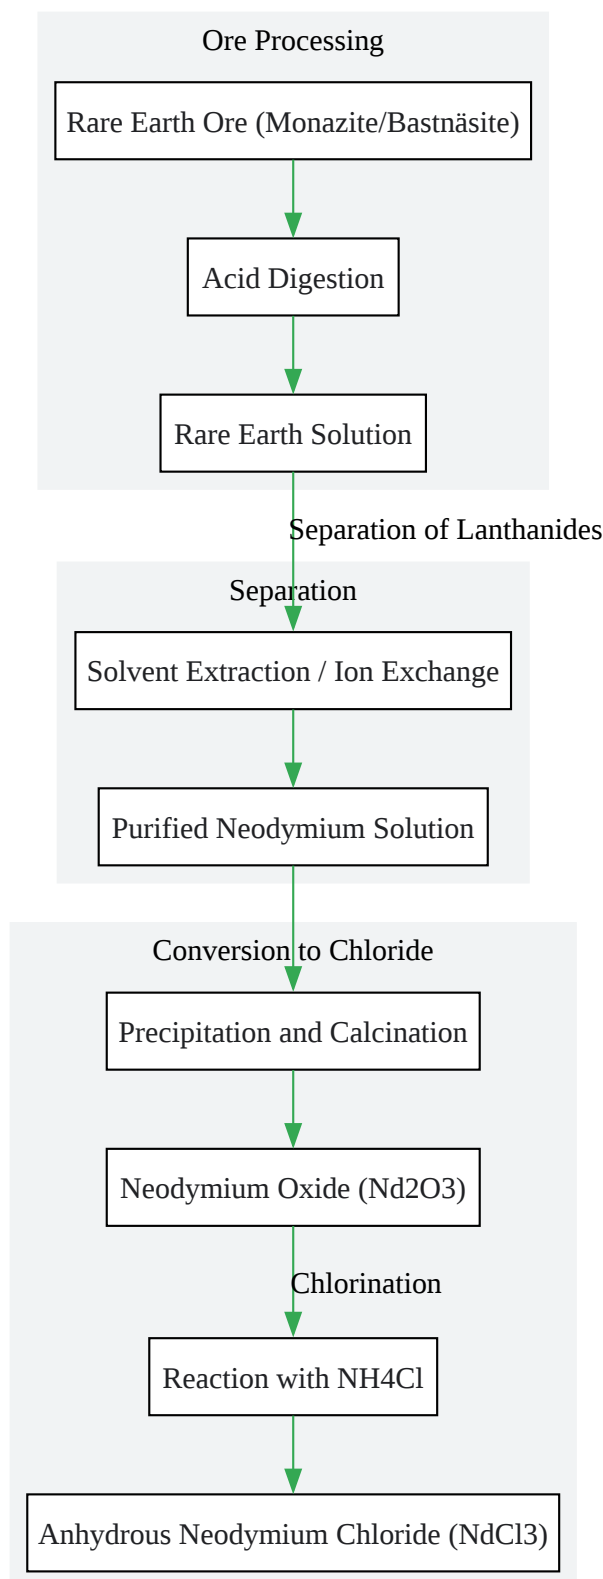 Ore Processing
Rare Earth Ore (Monazite/Bastnäsite)
Acid Digestion
Rare Earth Solution
Separation of Lanthanides
Separation
Solvent Extraction / Ion Exchange
Purified Neodymium Solution
Conversion to Chloride
Precipitation and Calcination
Neodymium Oxide (Nd2O3)
Chlorination
Reaction with NH4Cl
Anhydrous Neodymium Chloride (NdCl3)